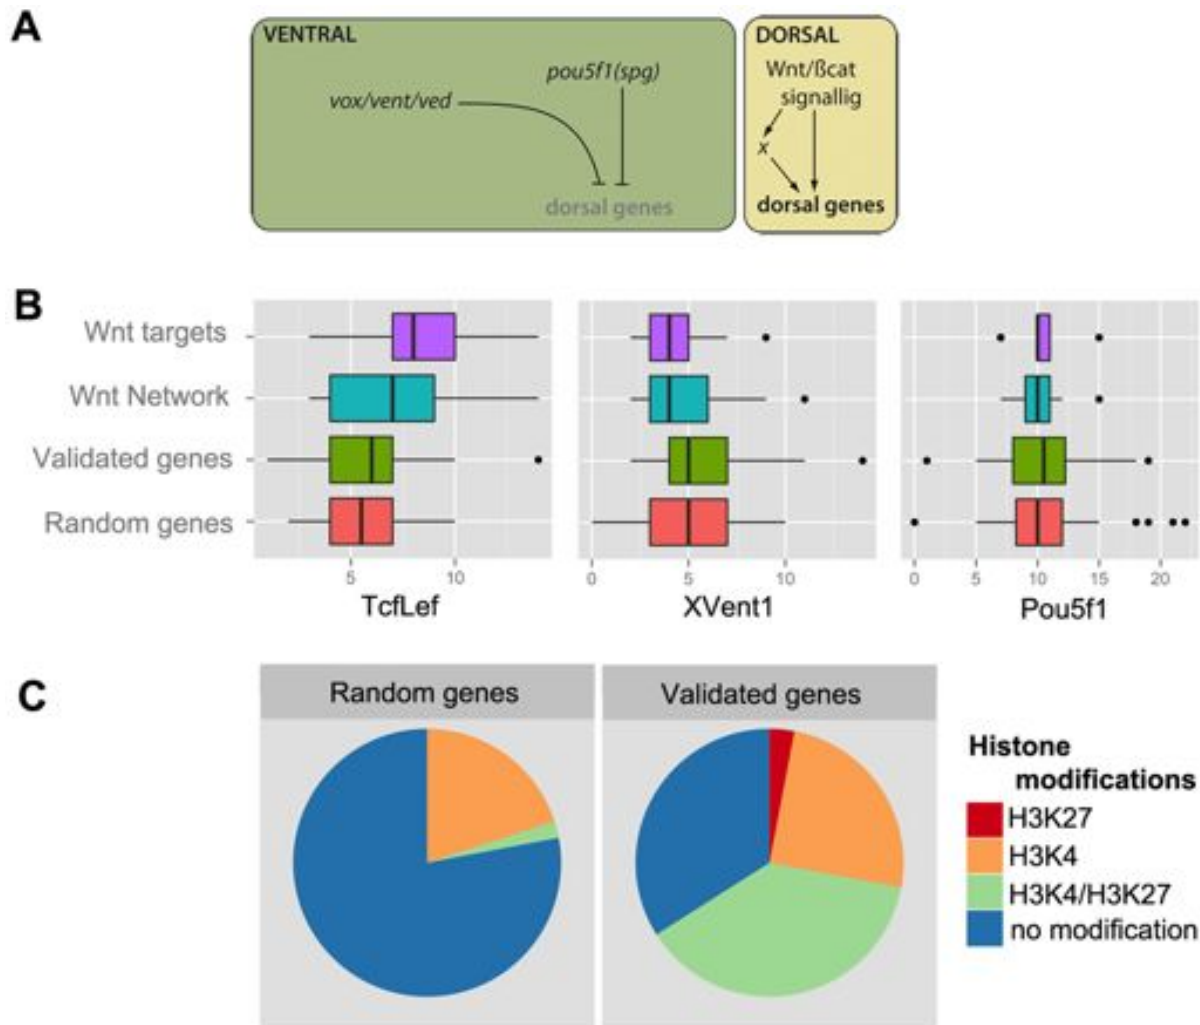 A
VENTRAL
pou5f1(spg)
vox/vent/ved
dorsal genes
DORSAL
Wnt/ßcat
signallig
x
dorsal genes
B
Wnt targets
Wnt Network
Validated genes
Random genes
5 10
TcfLef
0 5 10
XVent1
0 5 10 15 20
Pou5f1
C
Random genes
Validated genes
Histone
modifications
H3K27
H3K4
H3K4/H3K27
no modification